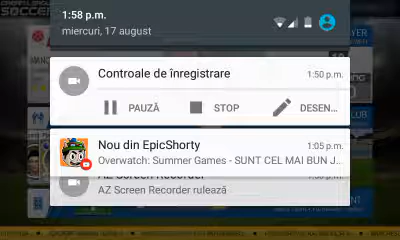 SOCCER
1:58 p.m.
miercuri, 17 august
Controale de înregistrare
1:50 p.m.
PAUZĂ
STOP
DESEN...
Nou din EpicShorty
1:05 p.m.
Overwatch: Summer Games - SUNT CEL MAI BUN J..
AZ Screen Recorder
AZ Screen Recorder rulează